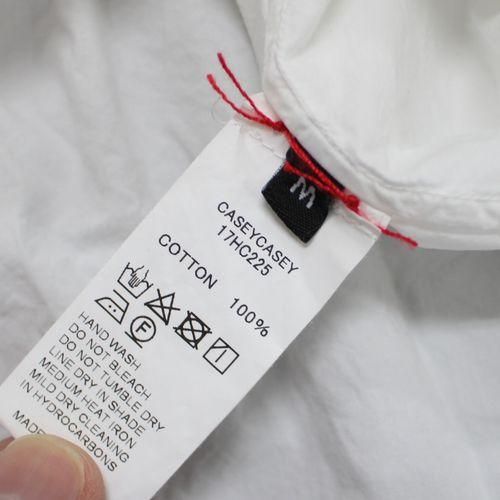 M
CASEYCASEY
17HC225
COTTON 100%
F
HAND WASH
DO NOT BLEACH
DO NOT TUMBLE DRY
LINE DRY IN SHADE
MEDIUM HEAT IRON
MILD DRY CLEANING
IN HYDROCARBONS
MADE